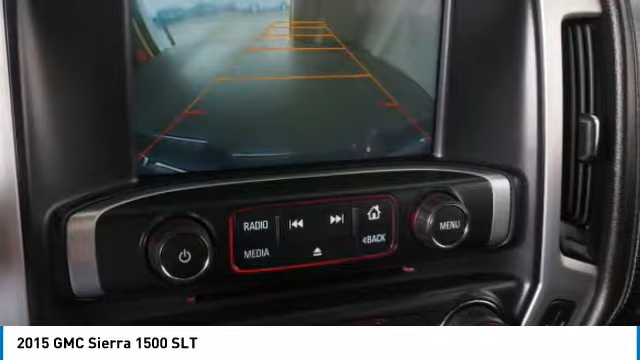 RADIO
MEDIA
BACK
MENU
2015 GMC Sierra 1500 SLT